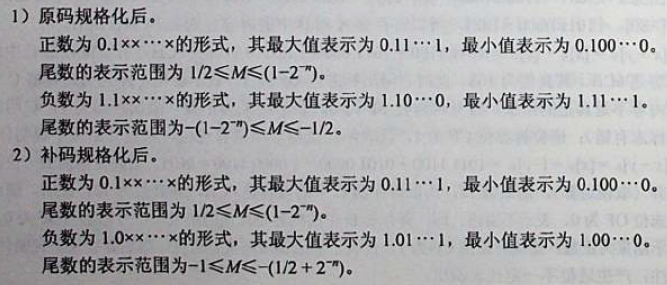 1）原码规格化后。
正数为 0.1××⋯×的形式，其最大值表示为 0.11⋯1，最小值表示为 0.100⋯0。
尾数的表示范围为 1/2≤M≤(1−2⁻ⁿ)。
负数为 1.1××⋯×的形式，其最大值表示为 1.10⋯0，最小值表示为 1.11⋯1。
尾数的表示范围为−(1−2⁻ⁿ)≤M≤−1/2。
2）补码规格化后。
正数为 0.1××⋯×的形式，其最大值表示为 0.11⋯1，最小值表示为 0.100⋯0。
尾数的表示范围为 1/2≤M≤(1−2⁻ⁿ)。
负数为 1.0××⋯×的形式，其最大值表示为 1.01⋯1，最小值表示为 1.00⋯0。
尾数的表示范围为−1≤M≤−(1/2 + 2⁻ⁿ)。